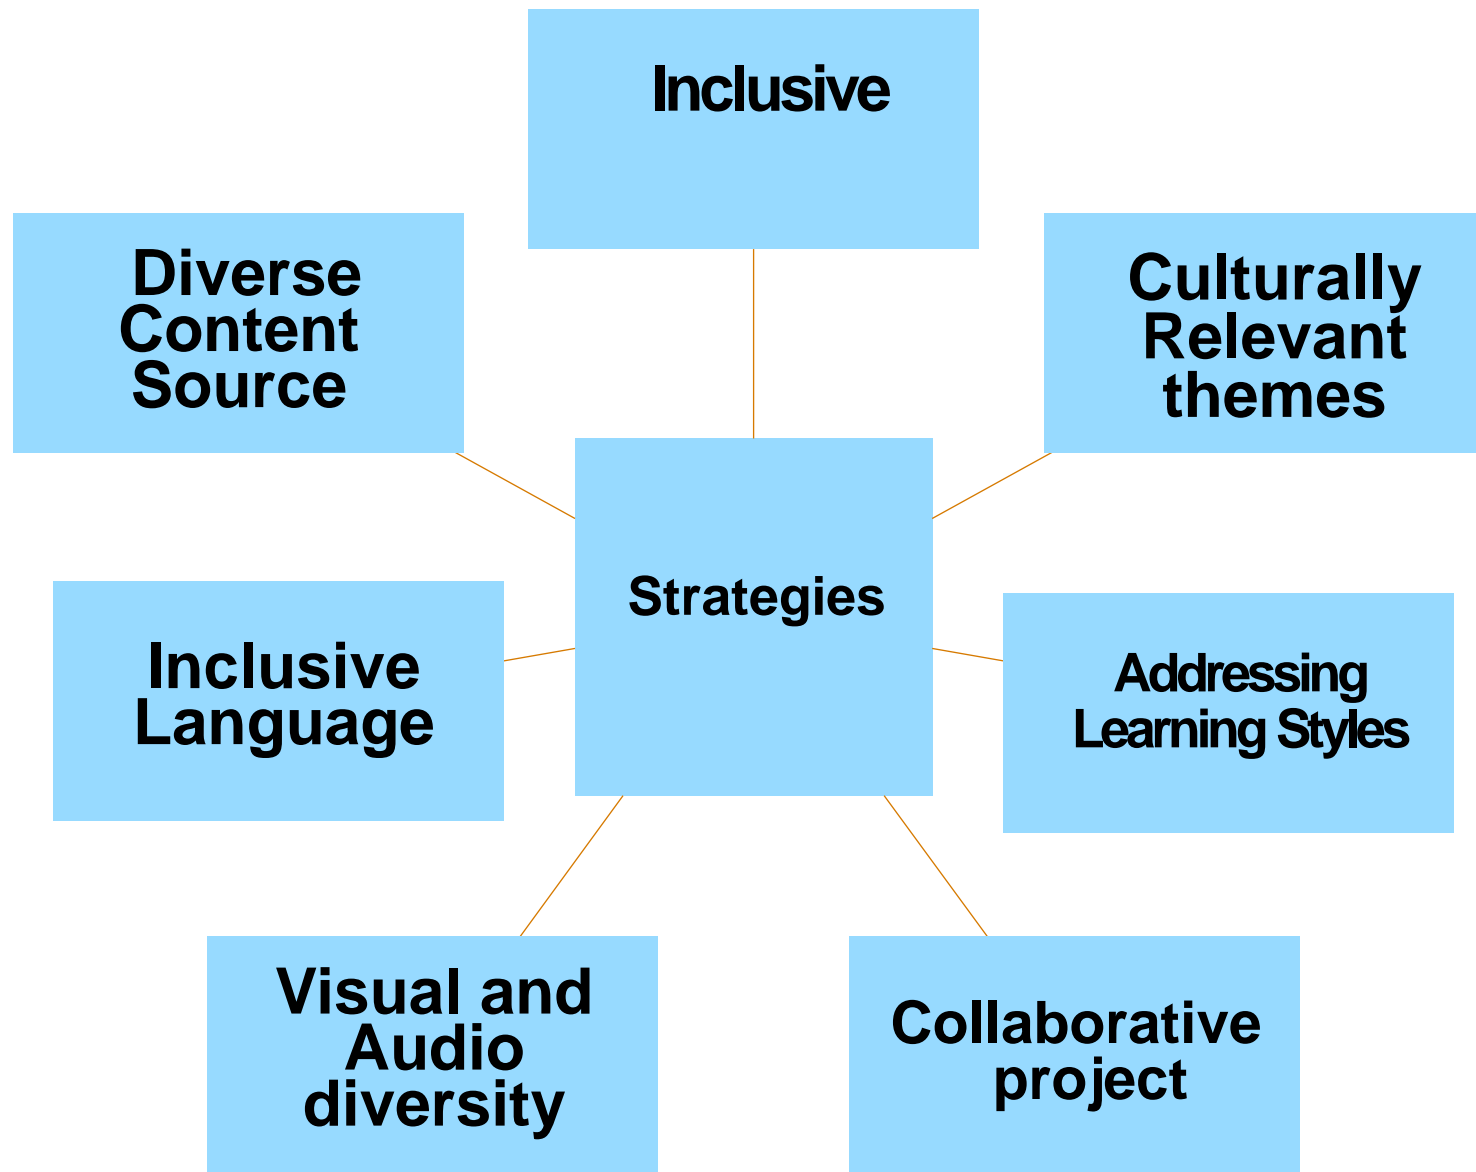 Inclusive
Diverse
Content
Source
Culturally
Relevant
themes
Strategies
Inclusive
Language
Addressing
Learning Styles
Visual and
Audio
diversity
Collaborative
project